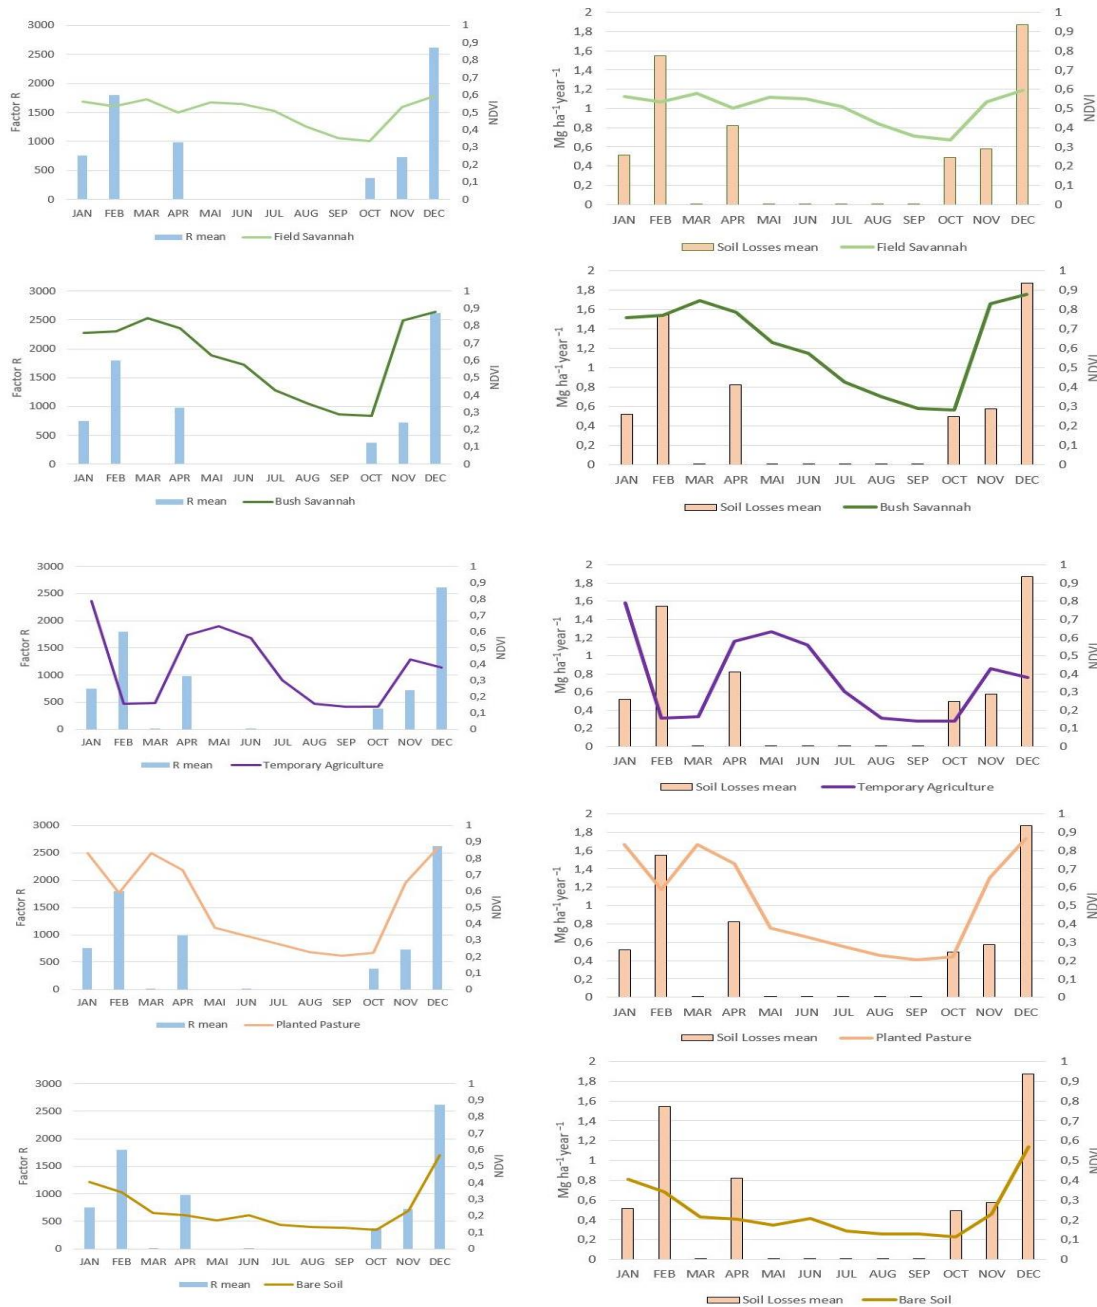 3000 2500 2000 1500 1000 500 0
Factor R
1 0,9 0,8 0,7 0,6 0,5 0,4 0,3 0,2 0,1 0
NDVI
JAN FEB MAR APR MAI JUN JUL AUG SEP OCT NOV DEC
R mean Field Savannah
2 1,8 1,6 1,4 1,2 1 0,8 0,6 0,4 0,2 0
Mg ha⁻¹year⁻¹
1 0,9 0,8 0,7 0,6 0,5 0,4 0,3 0,2 0,1 0
NDVI
JAN FEB MAR APR MAI JUN JUL AUG SEP OCT NOV DEC
Soil Losses mean Field Savannah
3000 2500 2000 1500 1000 500 0
Factor R
1 0,9 0,8 0,7 0,6 0,5 0,4 0,3 0,2 0,1 0
NDVI
JAN FEB MAR APR MAI JUN JUL AUG SEP OCT NOV DEC
R mean Bush Savannah
2 1,8 1,6 1,4 1,2 1 0,8 0,6 0,4 0,2 0
Mg ha⁻¹year⁻¹
1 0,9 0,8 0,7 0,6 0,5 0,4 0,3 0,2 0,1 0
NDVI
JAN FEB MAR APR MAI JUN JUL AUG SEP OCT NOV DEC
Soil Losses mean Bush Savannah
3000 2500 2000 1500 1000 500 0
Factor R
1 0,9 0,8 0,7 0,6 0,5 0,4 0,3 0,2 0,1 0
NDVI
JAN FEB MAR APR MAI JUN JUL AUG SEP OCT NOV DEC
R mean Temporary Agriculture
2 1,8 1,6 1,4 1,2 1 0,8 0,6 0,4 0,2 0
Mg ha⁻¹year⁻¹
1 0,9 0,8 0,7 0,6 0,5 0,4 0,3 0,2 0,1 0
NDVI
JAN FEB MAR APR MAI JUN JUL AUG SEP OCT NOV DEC
Soil Losses mean Temporary Agriculture
3000 2500 2000 1500 1000 500 0
Factor R
1 0,9 0,8 0,7 0,6 0,5 0,4 0,3 0,2 0,1 0
NDVI
JAN FEB MAR APR MAI JUN JUL AUG SEP OCT NOV DEC
R mean Planted Pasture
2 1,8 1,6 1,4 1,2 1 0,8 0,6 0,4 0,2 0
Mg ha⁻¹year⁻¹
1 0,9 0,8 0,7 0,6 0,5 0,4 0,3 0,2 0,1 0
NDVI
JAN FEB MAR APR MAI JUN JUL AUG SEP OCT NOV DEC
Soil Losses mean Planted Pasture
3000 2500 2000 1500 1000 500 0
Factor R
1 0,9 0,8 0,7 0,6 0,5 0,4 0,3 0,2 0,1 0
NDVI
JAN FEB MAR APR MAI JUN JUL AUG SEP OCT NOV DEC
R mean Bare Soil
2 1,8 1,6 1,4 1,2 1 0,8 0,6 0,4 0,2 0
Mg ha⁻¹year⁻¹
1 0,9 0,8 0,7 0,6 0,5 0,4 0,3 0,2 0,1 0
NDVI
JAN FEB MAR APR MAI JUN JUL AUG SEP OCT NOV DEC
Soil Losses mean Bare Soil